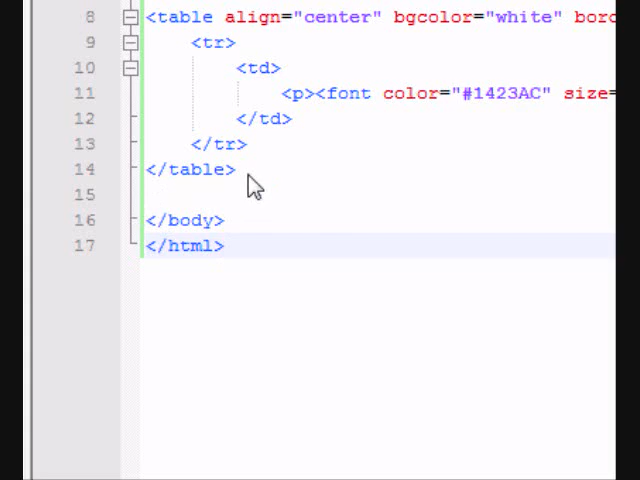 8 <table align="center" bgcolor="white"
9 <tr>
10 <td>
11 <p><font color="#1423AC" size=
12 </td>
13 </tr>
14 </table>
15
16 </body>
17 </html>